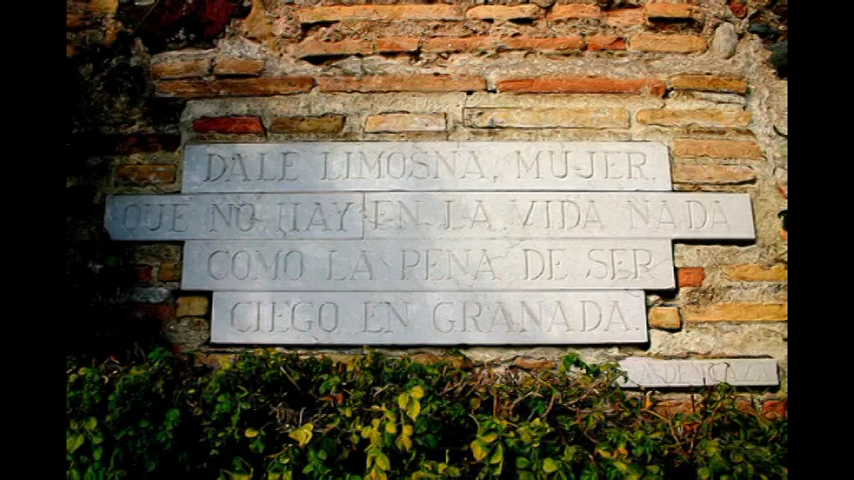 DALE LIMOSNA, MUJER.
QUE NO HAY EN LA VIDA NADA
COMO LA PENA DE SER
CIEGO EN GRANADA.